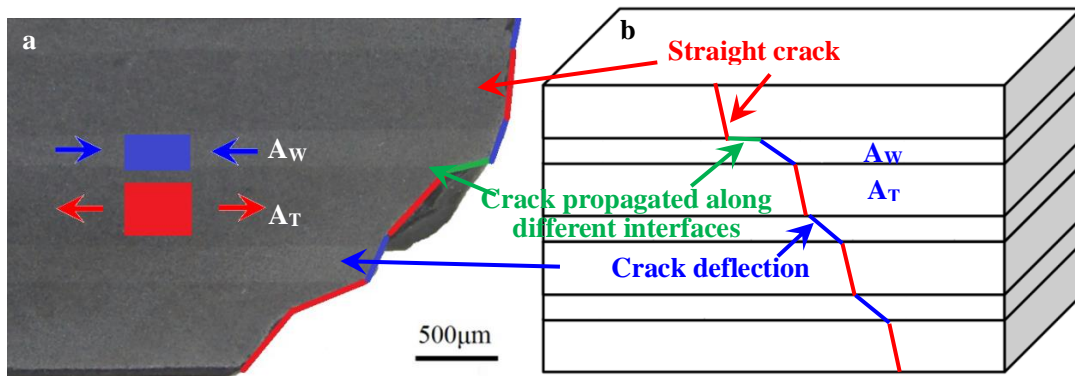 a
b
Straight crack
Aw
AT
Aw
AT
Crack propagated along
different interfaces
Crack deflection
500μm